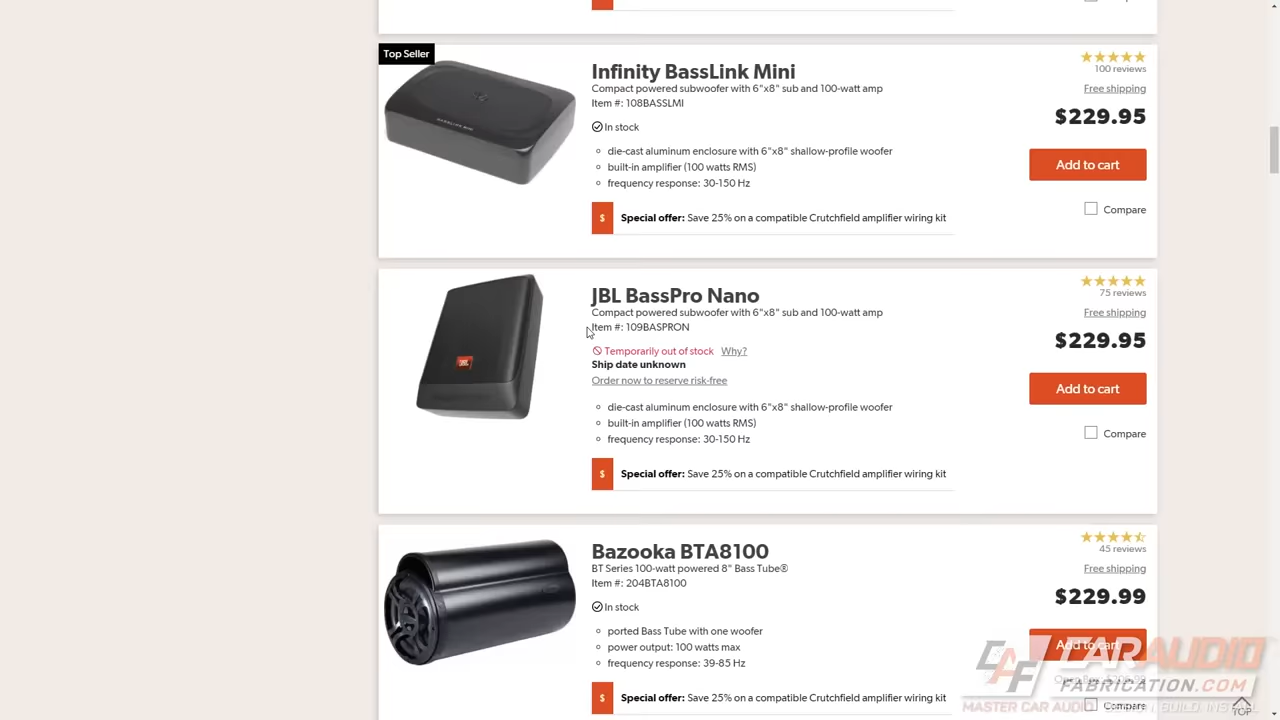 Top Seller
Infinity BassLink Mini
Compact powered subwoofer with 6"x8" sub and 100-watt amp
Item #: 108BASSLMI
In stock
die-cast aluminum enclosure with 6"x8" shallow-profile woofer
built-in amplifier (100 watts RMS)
frequency response: 30-150 Hz
$ Special offer: Save 25% on a compatible Crutchfield amplifier wiring kit
100 reviews
Free shipping
$229.95
Add to cart
Compare
JBL BassPro Nano
Compact powered subwoofer with 6"x8" sub and 100-watt amp
Item #: 109BASPRON
Temporarily out of stock Why?
Ship date unknown
Order now to reserve risk-free
die-cast aluminum enclosure with 6"x8" shallow-profile woofer
built-in amplifier (100 watts RMS)
frequency response: 30-150 Hz
$ Special offer: Save 25% on a compatible Crutchfield amplifier wiring kit
75 reviews
Free shipping
$229.95
Add to cart
Compare
Bazooka BTA8100
BT Series 100-watt powered 8" Bass Tube®
Item #: 204BTA8100
In stock
ported Bass Tube with one woofer
power output: 100 watts max
frequency response: 39-85 Hz
$ Special offer: Save 25% on a compatible Crutchfield amplifier wiring kit
45 reviews
Free shipping
$229.99
Add to cart
Compare
TOP
CAF CAR AUDIO
FABRICATION.COM
MASTER CAR AUDIO BUILD